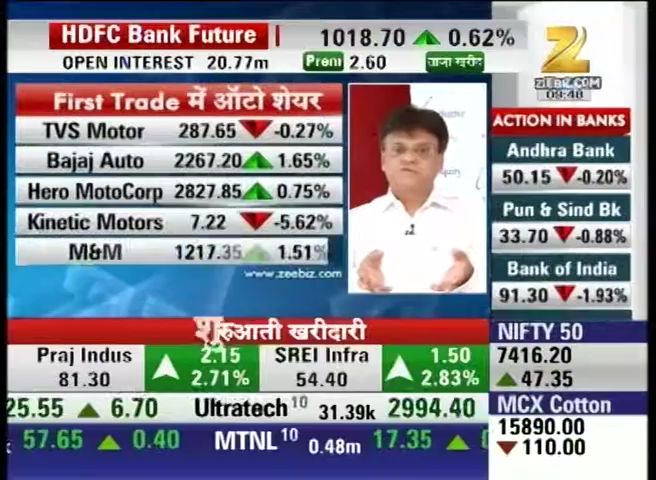 HDFC Bank Future 1018.70 0.62%
OPEN INTEREST 20.77m Prem 2.60 ताजा खरीद
ZEEBIZ.COM
09:48
First Trade में ऑटो शेयर
TVS Motor 287.65 -0.27%
Bajaj Auto 2267.20 1.65%
Hero MotoCorp 2827.85 0.75%
Kinetic Motors 7.22 -5.62%
M&M 1217.35 1.51%
www.zeebiz.com
ACTION IN BANKS
Andhra Bank
50.15 -0.20%
Pun & Sind Bk
33.70 -0.88%
Bank of India
91.30 -1.93%
शुरुआती खरीदारी
Praj Indus 2.15 SREI Infra 1.50
81.30 2.71% 54.40 2.83%
25.55 6.70 Ultratech 10 31.39k 2994.40
k 57.65 0.40 MTNL 10 0.48m 17.35
NIFTY 50
7416.20
47.35
MCX Cotton
15890.00
110.00